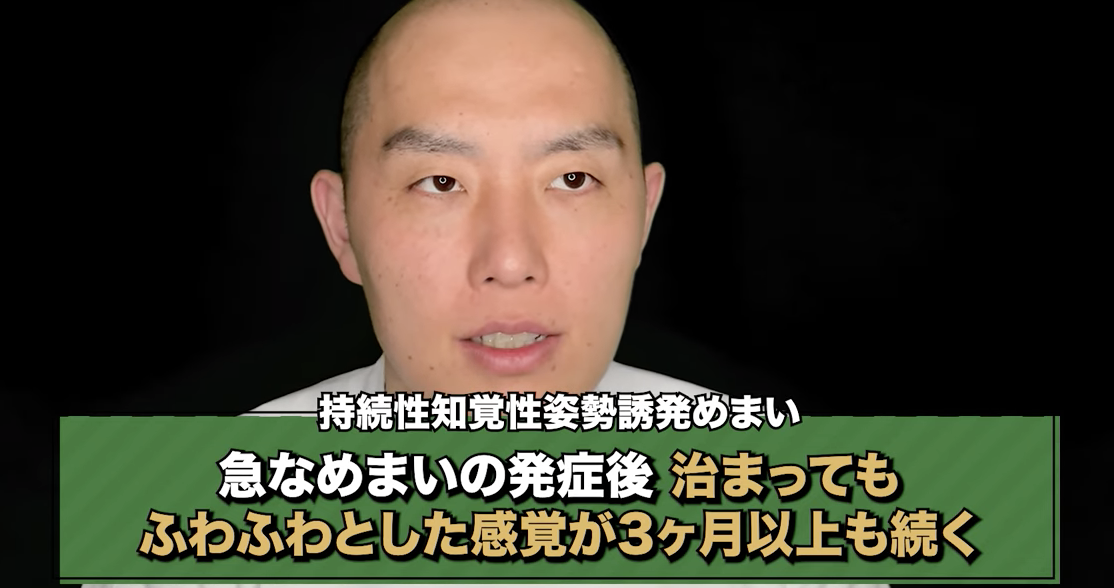 持続性知覚性姿勢誘発めまい
急なめまいの発症後 治まっても
ふわふわとした感覚が3ヶ月以上も続く